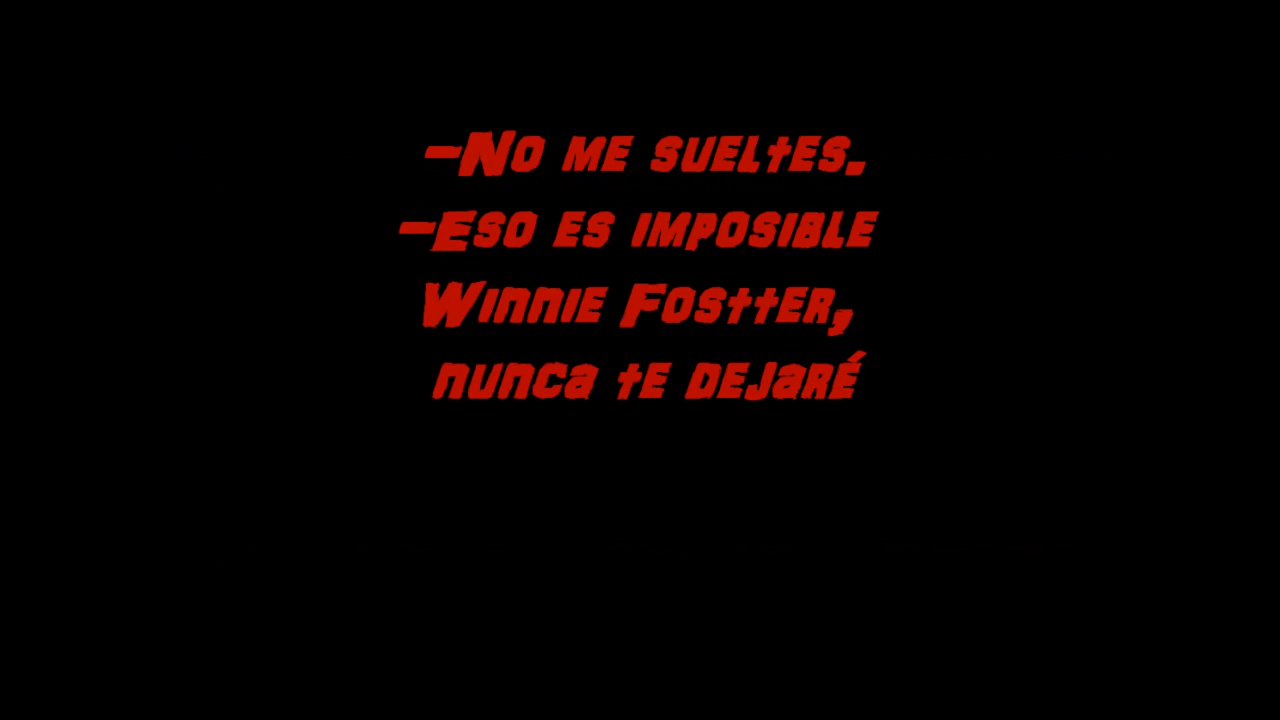 -No me sueltes.
-Eso es imposible
Winnie Fostter,
nunca te dejaré